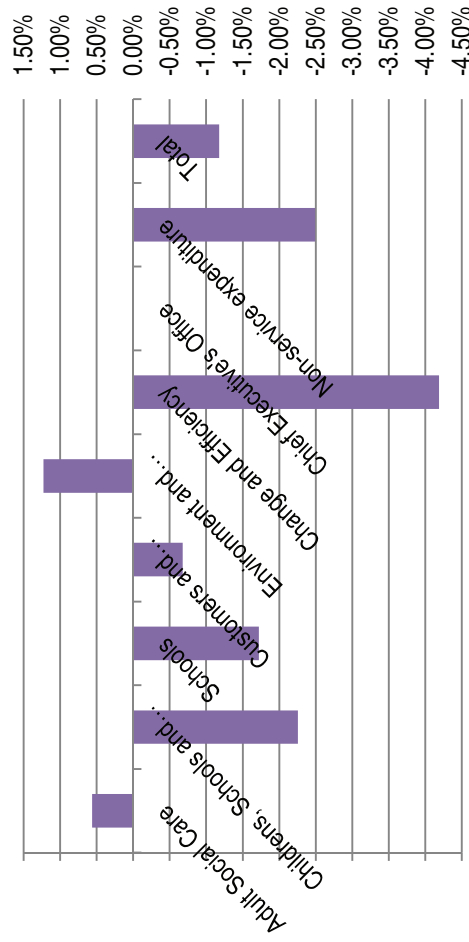 1.50%
1.00%
0.50%
0.00%
-0.50%
-1.00%
-1.50%
-2.00%
-2.50%
-3.00%
-3.50%
-4.00%
-4.50%
Adult Social Care
Childrens, Schools and...
Schools
Customers and...
Environment and...
Change and Efficiency
Chief Executive's Office
Non-service expenditure
Total